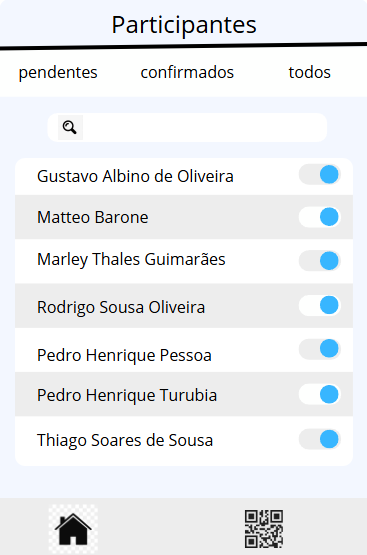 Participantes
pendentes confirmados todos
Gustavo Albino de Oliveira
Matteo Barone
Marley Thales Guimarães
Rodrigo Sousa Oliveira
Pedro Henrique Pessoa
Pedro Henrique Turubia
Thiago Soares de Sousa